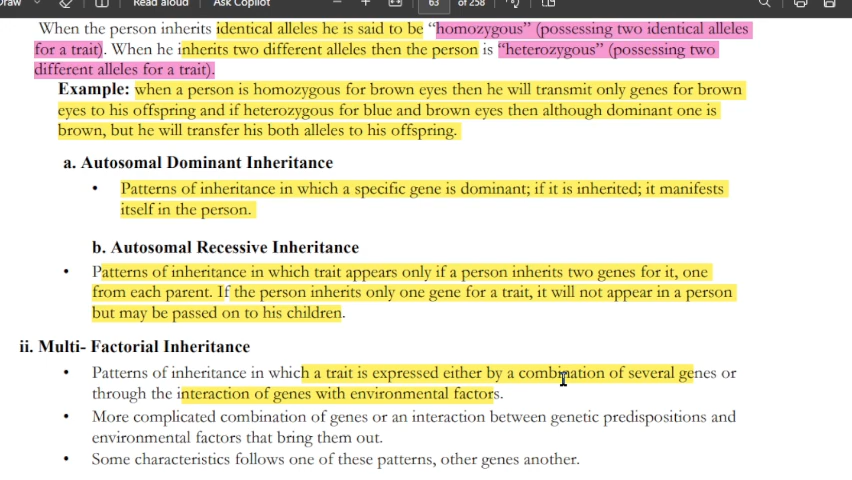 Draw
Read aloud
Ask Copilot
63
of 258
When the person inherits identical alleles he is said to be “homozygous” (possessing two identical alleles
for a trait). When he inherits two different alleles then the person is “heterozygous” (possessing two
different alleles for a trait).
Example: when a person is homozygous for brown eyes then he will transmit only genes for brown
eyes to his offspring and if heterozygous for blue and brown eyes then although dominant one is
brown, but he will transfer his both alleles to his offspring.
a. Autosomal Dominant Inheritance
• Patterns of inheritance in which a specific gene is dominant; if it is inherited; it manifests
itself in the person.
b. Autosomal Recessive Inheritance
• Patterns of inheritance in which trait appears only if a person inherits two genes for it, one
from each parent. If the person inherits only one gene for a trait, it will not appear in a person
but may be passed on to his children.
ii. Multi- Factorial Inheritance
• Patterns of inheritance in which a trait is expressed either by a combination of several genes or
through the interaction of genes with environmental factors.
• More complicated combination of genes or an interaction between genetic predispositions and
environmental factors that bring them out.
• Some characteristics follows one of these patterns, other genes another.